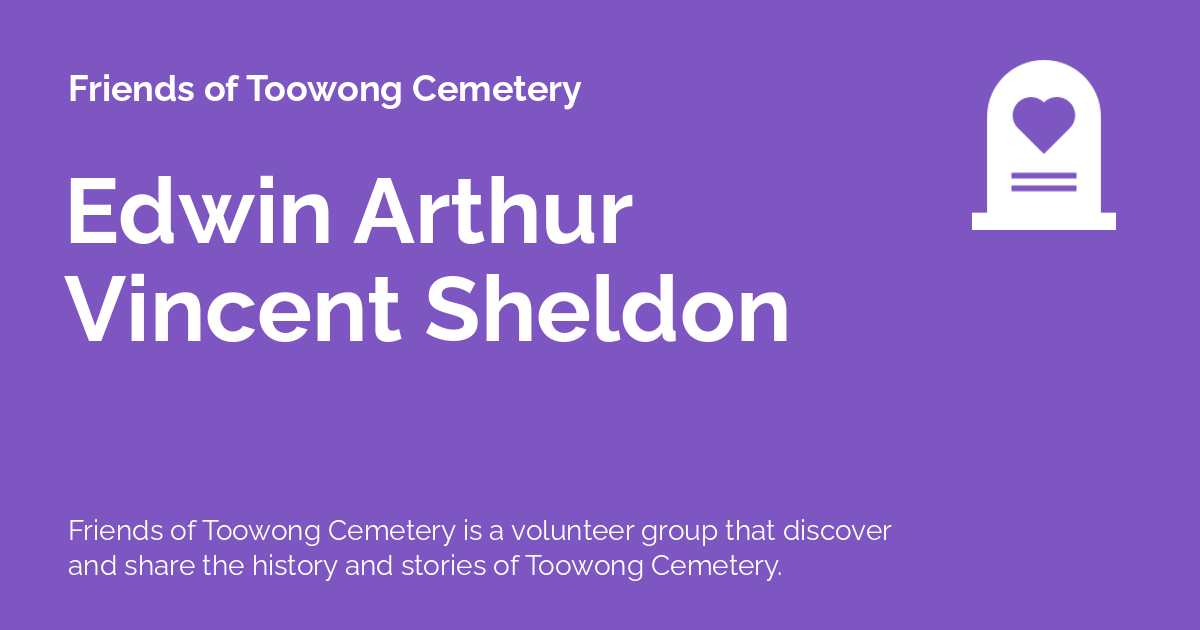 Friends of Toowong Cemetery
Edwin Arthur
Vincent Sheldon
Friends of Toowong Cemetery is a volunteer group that discover
and share the history and stories of Toowong Cemetery.